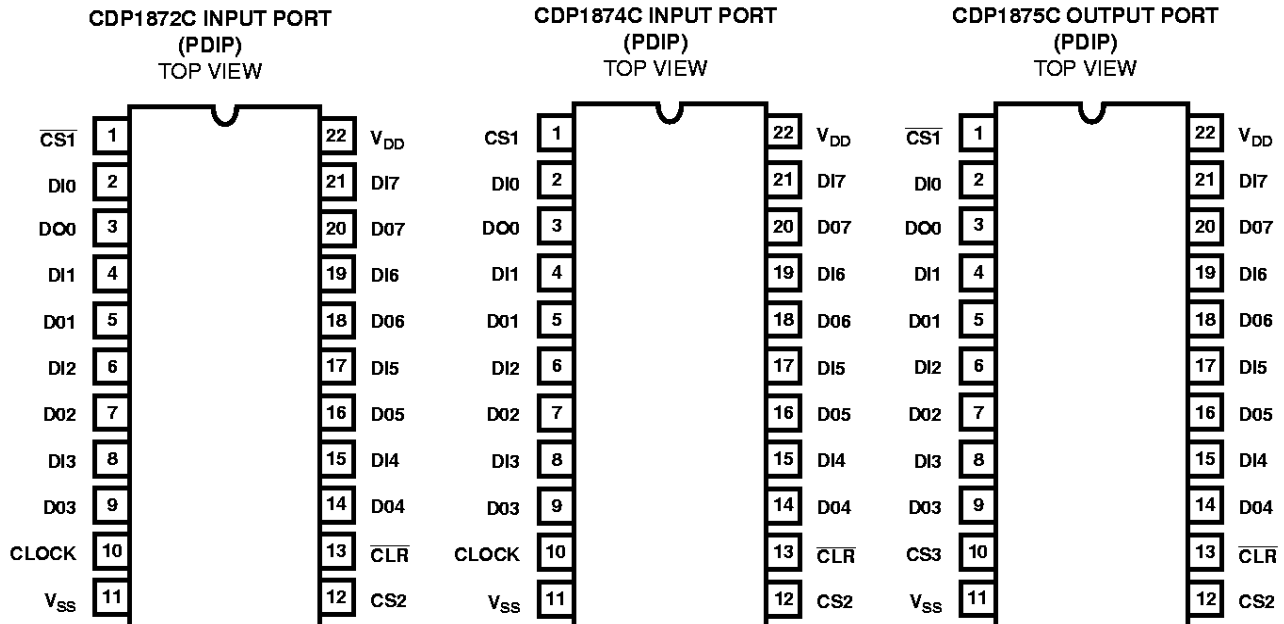 CDP1872C INPUT PORT
(PDIP)
TOP VIEW
C̅S̅1̅ 1 22 VDD
DI0 2 21 DI7
DO0 3 20 D07
DI1 4 19 DI6
D01 5 18 D06
DI2 6 17 DI5
D02 7 16 D05
DI3 8 15 DI4
D03 9 14 D04
CLOCK 10 13 C̅L̅R̅
VSS 11 12 CS2
CDP1874C INPUT PORT
(PDIP)
TOP VIEW
CS1 1 22 VDD
DI0 2 21 DI7
DO0 3 20 D07
DI1 4 19 DI6
D01 5 18 D06
DI2 6 17 DI5
D02 7 16 D05
DI3 8 15 DI4
D03 9 14 D04
CLOCK 10 13 C̅L̅R̅
VSS 11 12 CS2
CDP1875C OUTPUT PORT
(PDIP)
TOP VIEW
C̅S̅1̅ 1 22 VDD
DI0 2 21 DI7
DO0 3 20 D07
DI1 4 19 DI6
D01 5 18 D06
DI2 6 17 DI5
D02 7 16 D05
DI3 8 15 DI4
D03 9 14 D04
CS3 10 13 C̅L̅R̅
VSS 11 12 CS2